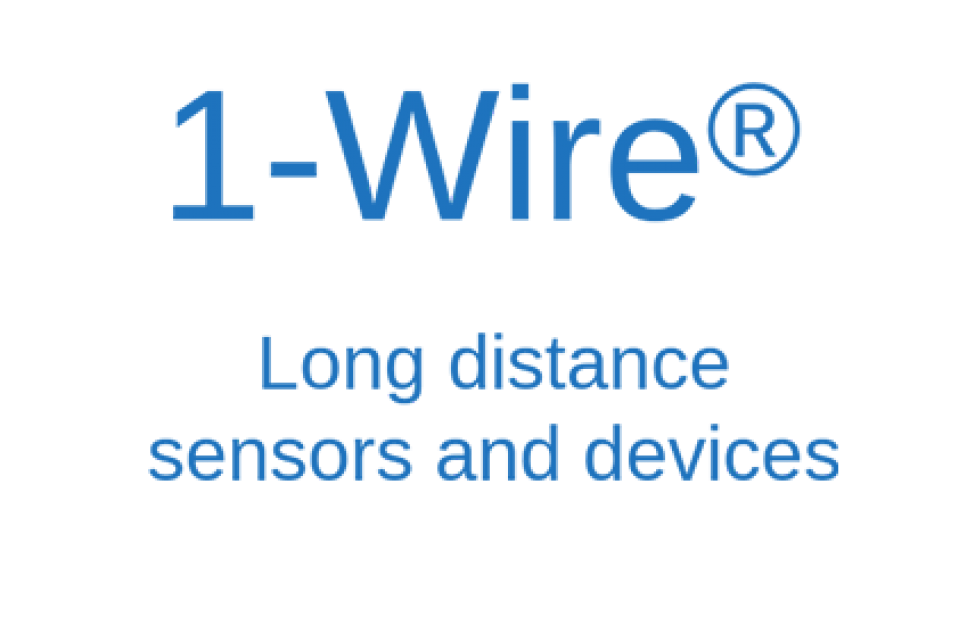 1-Wire®
Long distance
sensors and devices